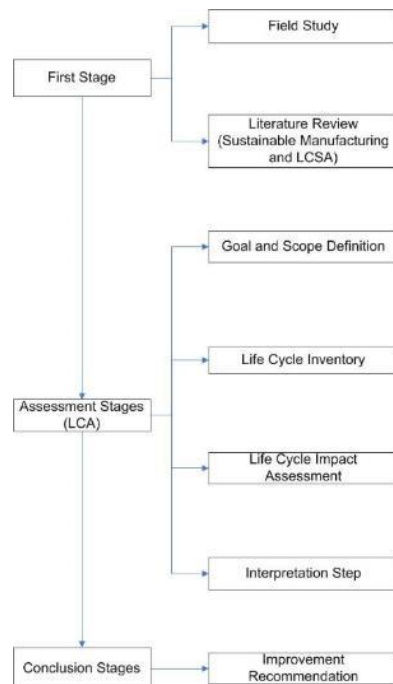 Field Study
First Stage
Literature Review
(Sustainable Manufacturing
and LCSA)
Goal and Scope Definition
Life Cycle Inventory
Assessment Stages
(LCA)
Life Cycle Impact
Assessment
Interpretation Step
Conclusion Stages
Improvement
Recommendation